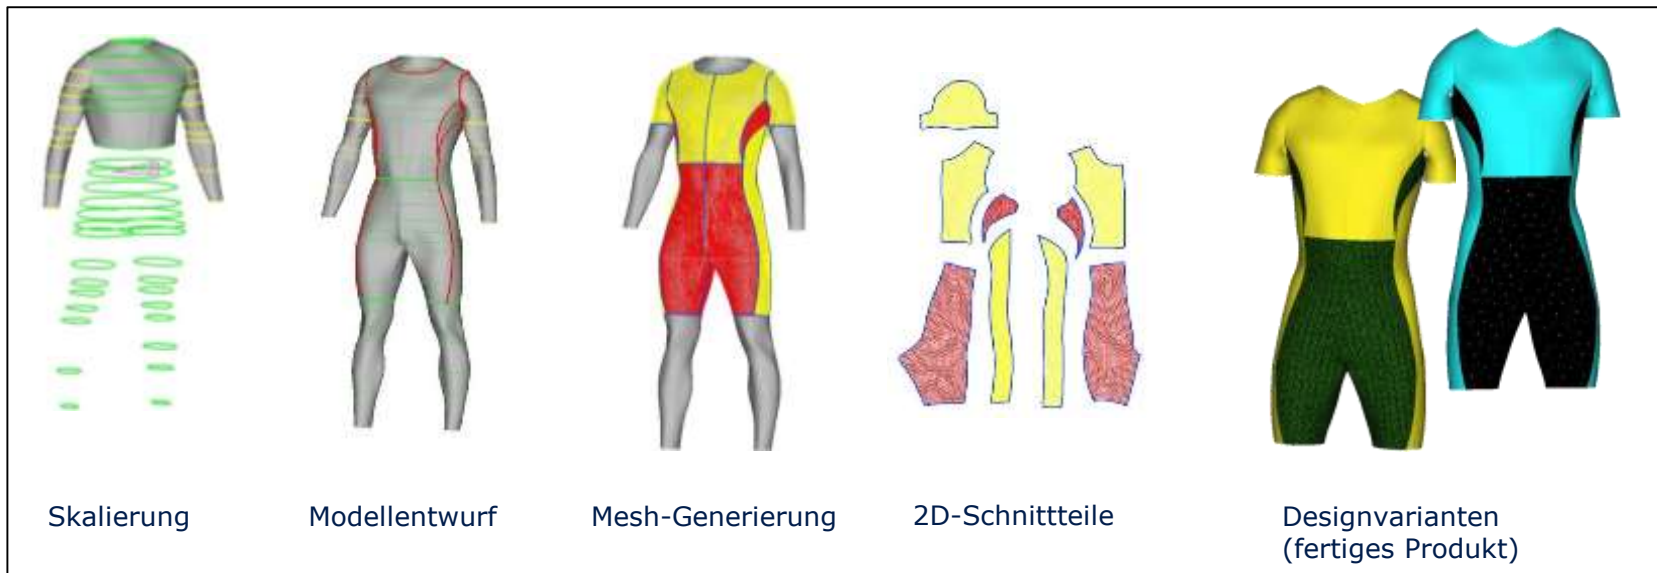 Skalierung
Modellentwurf
Mesh-Generierung
2D-Schnittteile
Designvarianten
(fertiges Produkt)